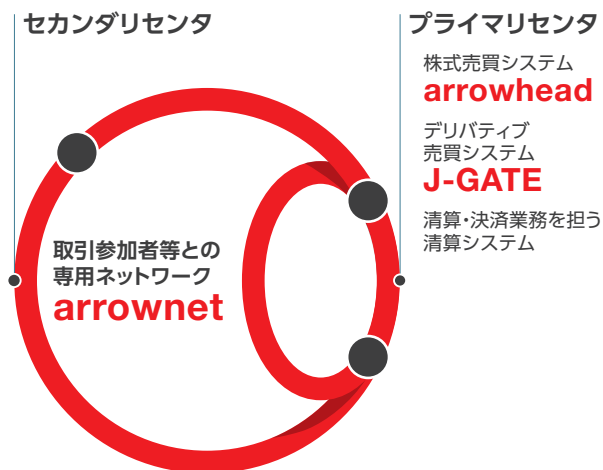 セカンダリセンタ
プライマリセンタ
株式売買システム
arrowhead
デリバティブ
売買システム
J-GATE
清算・決済業務を担う
清算システム
取引参加者等との
専用ネットワーク
arrownet